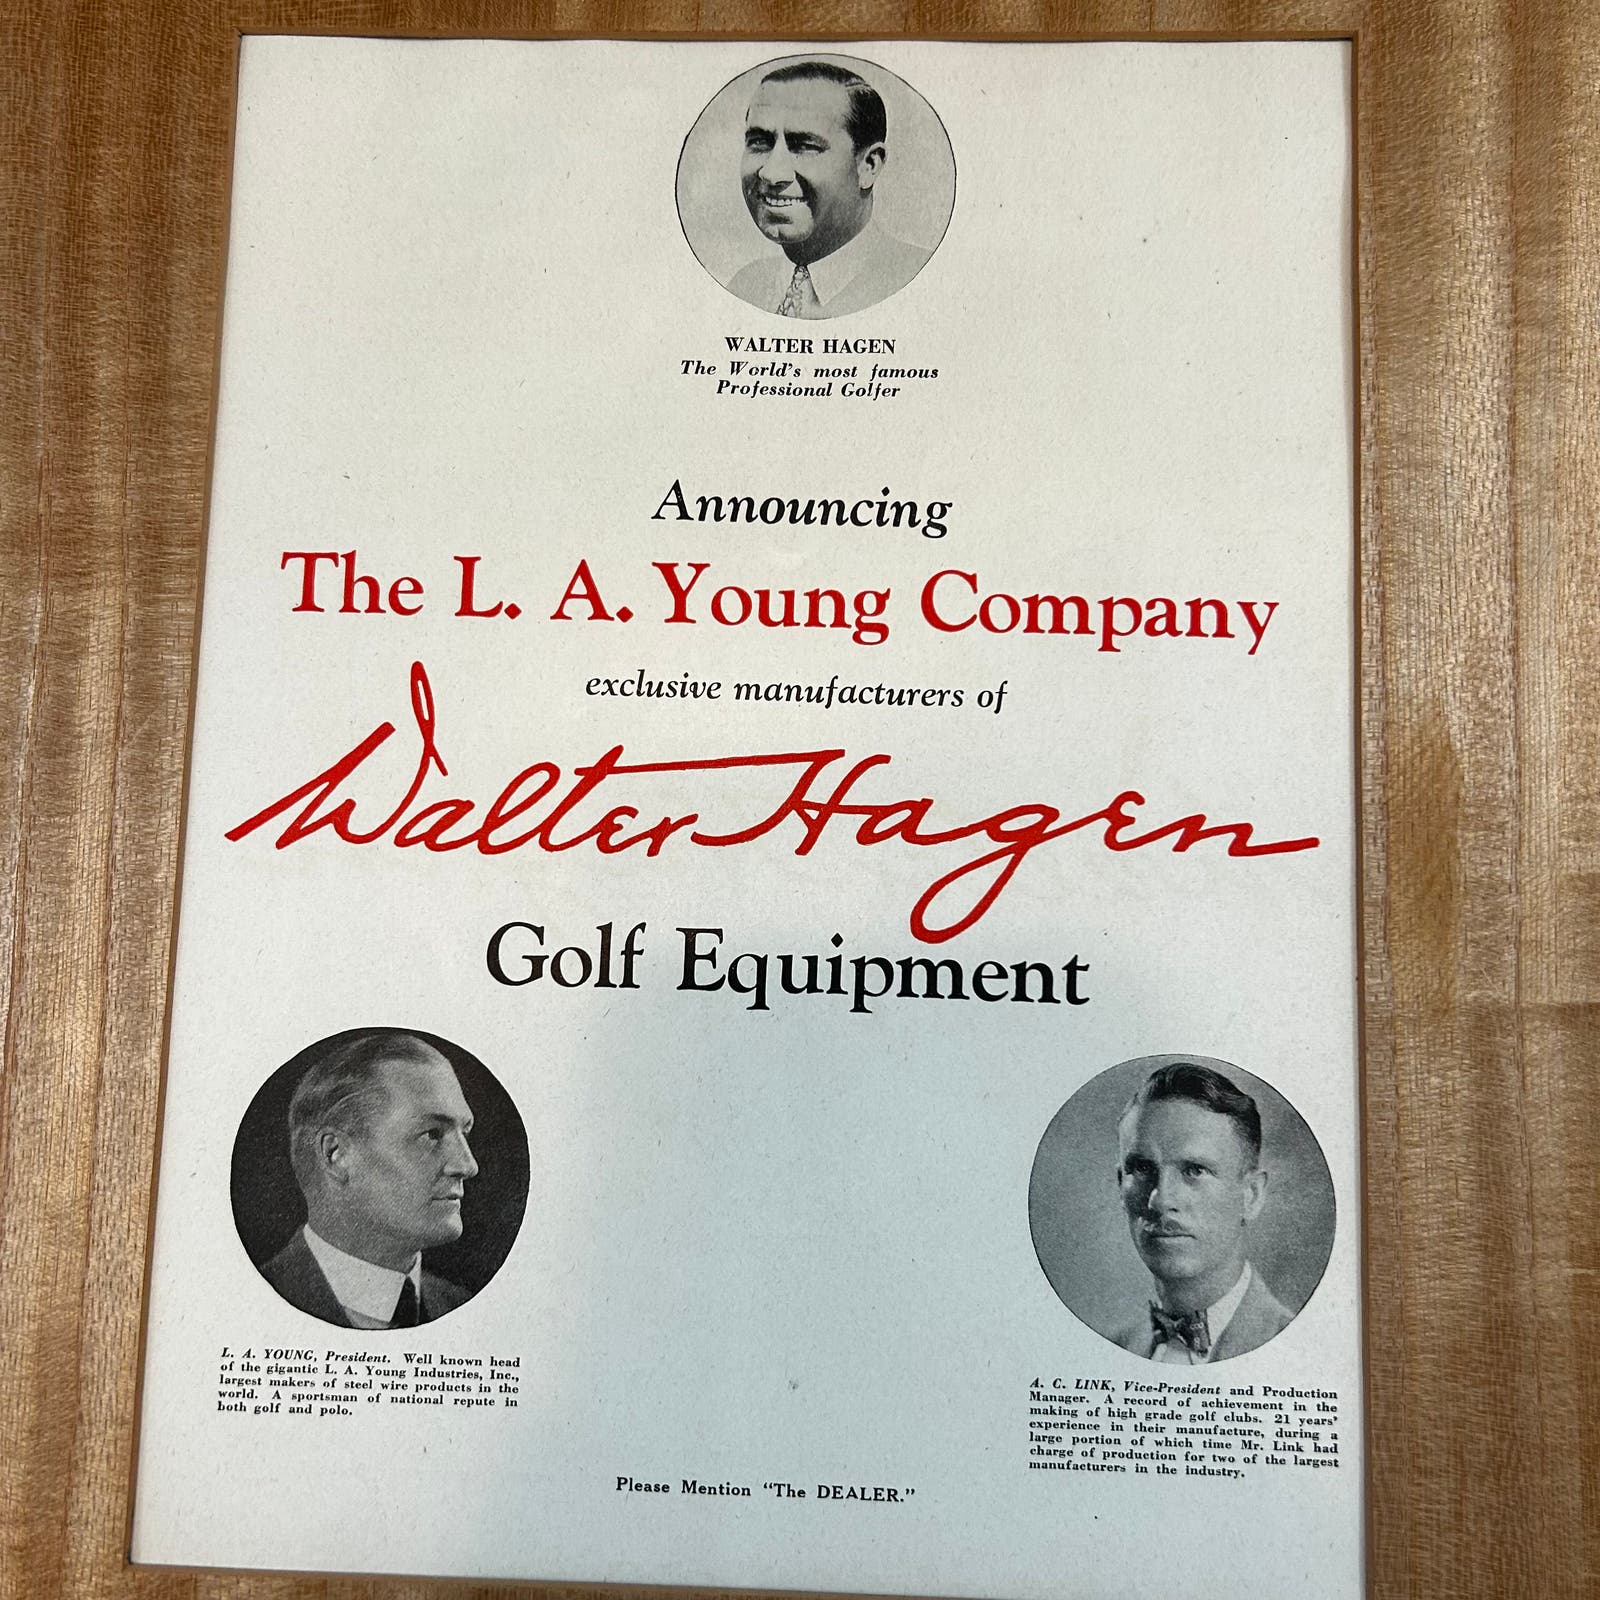 WALTER HAGEN
The World's most famous
Professional Golfer
Announcing
The L. A. Young Company
exclusive manufacturers of
Walter Hagen
Golf Equipment
L. A. YOUNG, President. Well known head
of the gigantic L. A. Young Industries, Inc.,
largest makers of steel wire products in the
world. A sportsman of national repute in
both golf and polo.
A. C. LINK, Vice-President and Production
Manager. A record of achievement in the
making of high grade golf clubs. 21 years'
experience in their manufacture, during a
large portion of which time Mr. Link had
charge of production for two of the largest
manufacturers in the industry.
Please Mention "The DEALER."